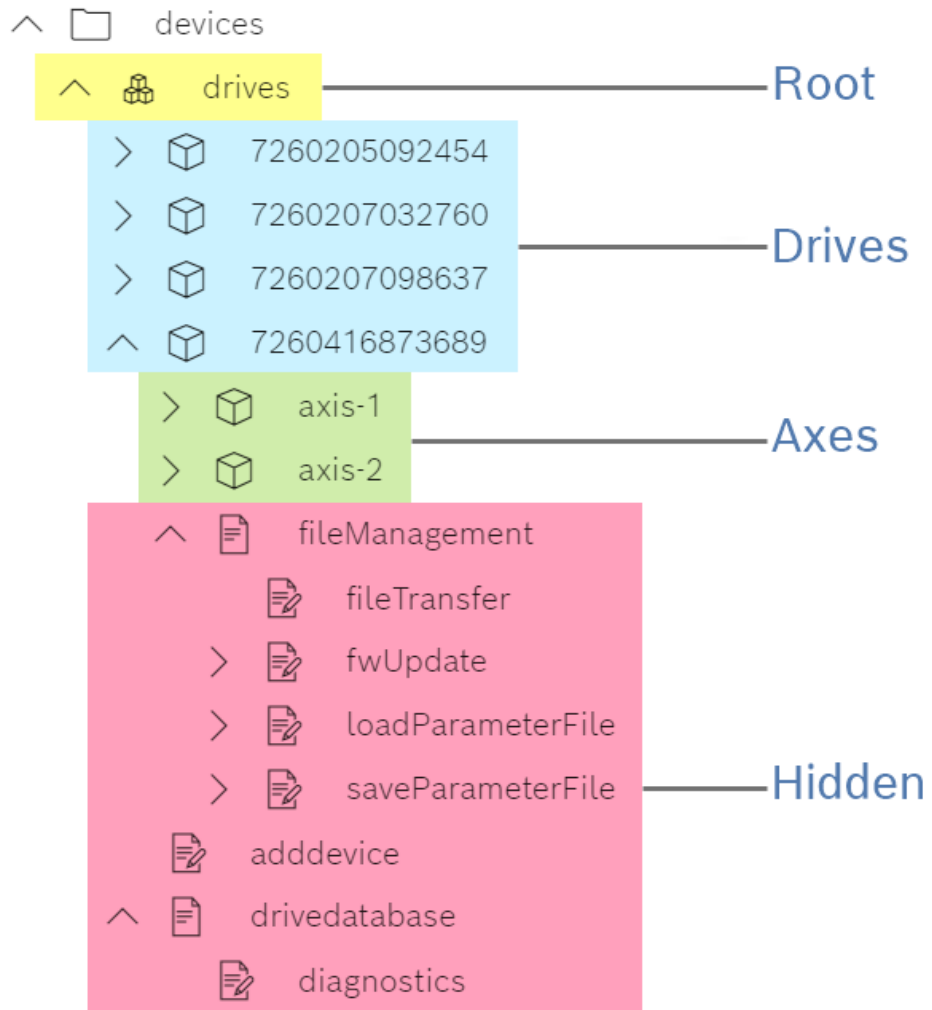 devices
drives
Root
7260205092454
7260207032760
Drives
7260207098637
7260416873689
axis-1
Axes
axis-2
fileManagement
fileTransfer
fwUpdate
loadParameterFile
saveParameterFile
Hidden
adddevice
drivedatabase
diagnostics